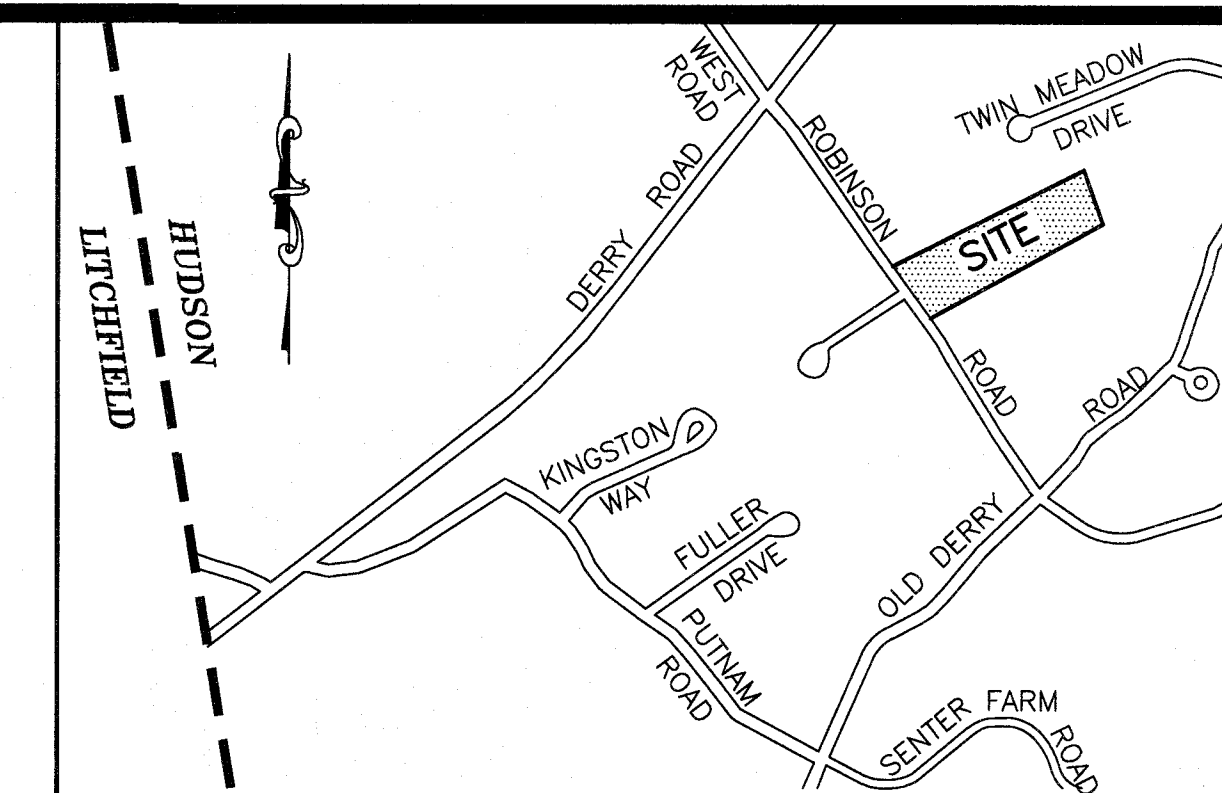 WEST
ROAD
TWIN MEADOW
DRIVE
ROBINSON
ROAD
DERRY ROAD
SITE
HUDSON
LITCHFIELD
KINGSTON
WAY
ROAD
FULLER
DRIVE
OLD DERRY
PUTNAM
ROAD
SENTER FARM
ROAD